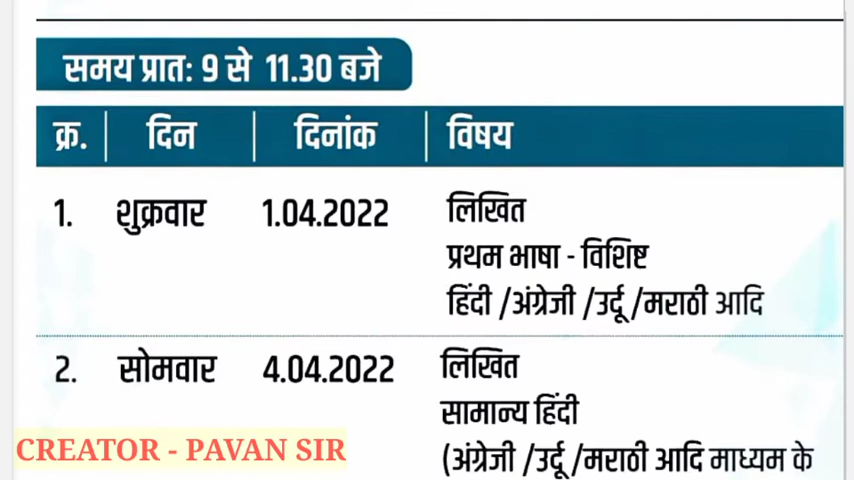 समय प्रात: 9 से 11.30 बजे
क्र. दिन दिनांक विषय
1. शुक्रवार 1.04.2022 लिखित
प्रथम भाषा - विशिष्ट
हिंदी /अंग्रेजी /उर्दू /मराठी आदि
2. सोमवार 4.04.2022 लिखित
सामान्य हिंदी
(अंग्रेजी /उर्दू /मराठी आदि माध्यम के
CREATOR - PAVAN SIR